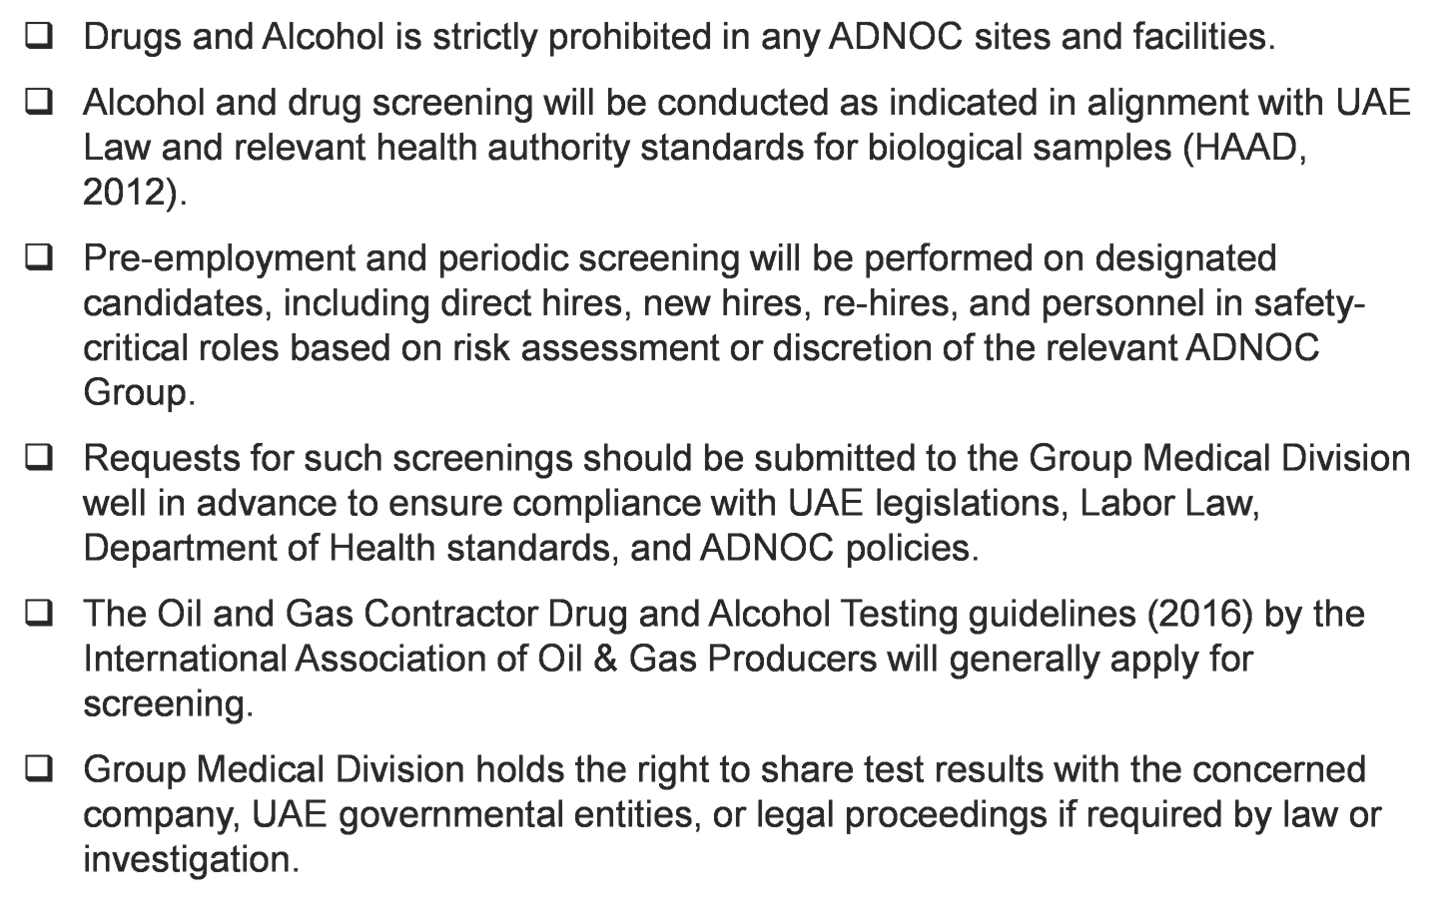 ❑ Drugs and Alcohol is strictly prohibited in any ADNOC sites and facilities.
❑ Alcohol and drug screening will be conducted as indicated in alignment with UAE
Law and relevant health authority standards for biological samples (HAAD,
2012).
❑ Pre-employment and periodic screening will be performed on designated
candidates, including direct hires, new hires, re-hires, and personnel in safety-
critical roles based on risk assessment or discretion of the relevant ADNOC
Group.
❑ Requests for such screenings should be submitted to the Group Medical Division
well in advance to ensure compliance with UAE legislations, Labor Law,
Department of Health standards, and ADNOC policies.
❑ The Oil and Gas Contractor Drug and Alcohol Testing guidelines (2016) by the
International Association of Oil & Gas Producers will generally apply for
screening.
❑ Group Medical Division holds the right to share test results with the concerned
company, UAE governmental entities, or legal proceedings if required by law or
investigation.